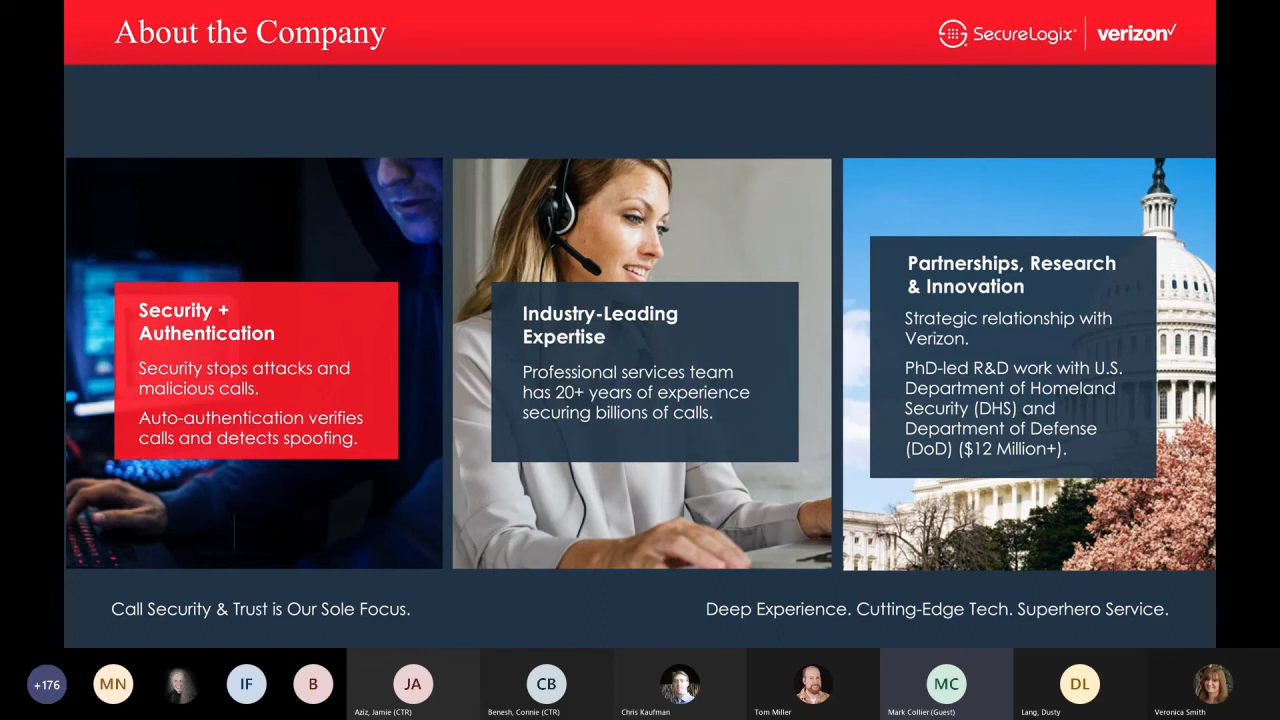 About the Company
SecureLogix | verizon✓
Security +
Authentication
Security stops attacks and
malicious calls.
Auto-authentication verifies
calls and detects spoofing.
Industry-Leading
Expertise
Professional services team
has 20+ years of experience
securing billions of calls.
Partnerships, Research
& Innovation
Strategic relationship with
Verizon.
PhD-led R&D work with U.S.
Department of Homeland
Security (DHS) and
Department of Defense
(DoD) ($12 Million+).
Call Security & Trust is Our Sole Focus.
Deep Experience. Cutting-Edge Tech. Superhero Service.
+176
MN
IF
B
JA
CB
MC
DL
Aziz, Jamie (CTR)
Benesh, Connie (CTR)
Chris Kaufman
Tom Miller
Mark Collier (Guest)
Lang, Dusty
Veronica Smith